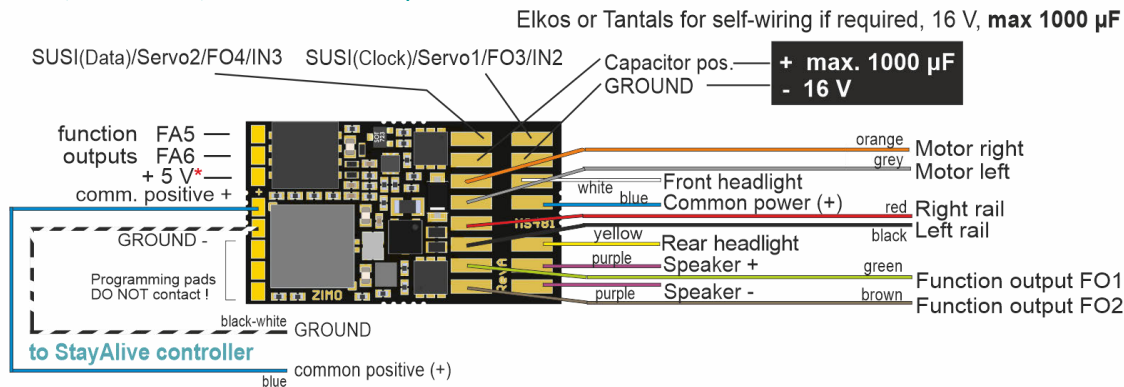 Elkos or Tantals for self-wiring if required, 16 V, max 1000 µF
SUSI(Data)/Servo2/FO4/IN3
SUSI(Clock)/Servo1/FO3/IN2
Capacitor pos.
+ max. 1000 µF
GROUND
- 16 V
function FA5
outputs FA6
+ 5 V*
comm. positive +
+
GROUND -
Programming pads
DO NOT contact !
orange
Motor right
grey
Motor left
white
Front headlight
blue
Common power (+)
red
Right rail
black
Left rail
yellow
Rear headlight
purple
Speaker +
green
Function output FO1
purple
Speaker -
brown
Function output FO2
MS481
RevA
ZIMO
black-white
GROUND
to StayAlive controller
blue
common positive (+)